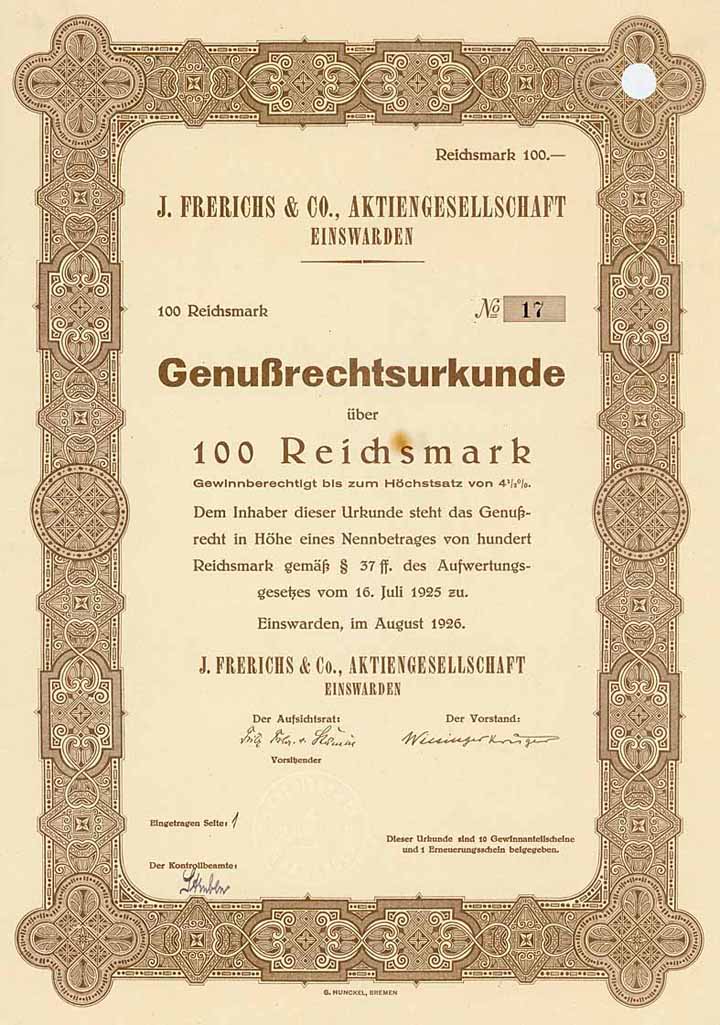 Reichsmark 100.—
J. FRERICHS & CO., AKTIENGESELLSCHAFT
EINSWARDEN
100 Reichsmark
No 17
Genußrechtsurkunde
über
100 Reichsmark
Gewinnberechtigt bis zum Höchstsatz von 4½%.
Dem Inhaber dieser Urkunde steht das Genuß-
recht in Höhe eines Nennbetrages von hundert
Reichsmark gemäß § 37 ff. des Aufwertungs-
gesetzes vom 16. Juli 1925 zu.
Einswarden, im August 1926.
J. FRERICHS & Co., AKTIENGESELLSCHAFT
EINSWARDEN
Der Aufsichtsrat:
Vorsitzender
Der Vorstand:
Eingetragen Seite: 1
Der Kontrollbeamte:
Dieser Urkunde sind 10 Gewinnanteilscheine
und 1 Erneuerungsschein beigegeben.
G. HUNCKEL, BREMEN